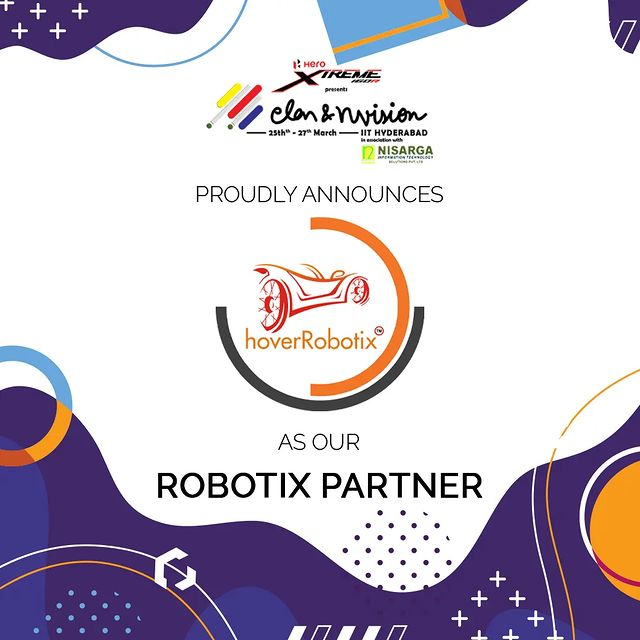 Hero
XTREME
160R
presents
elan & nvision
25thth - 27th March IIT HYDERABAD
in association with
NISARGA
INFORMATION TECHNOLOGY
SOLUTIONS PVT. LTD
PROUDLY ANNOUNCES
hoverRobotix™
AS OUR
ROBOTIX PARTNER